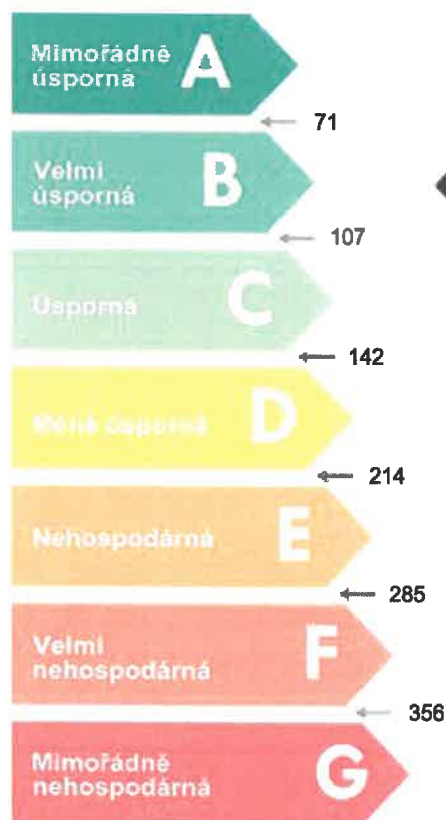 Mimořádně
úsporná
A
71
Velmi
úsporná
B
107
Úsporná
C
142
Méně úsporná
D
214
Nehospodárná
E
285
Velmi
nehospodárná
F
356
Mimořádně
nehospodárná
G